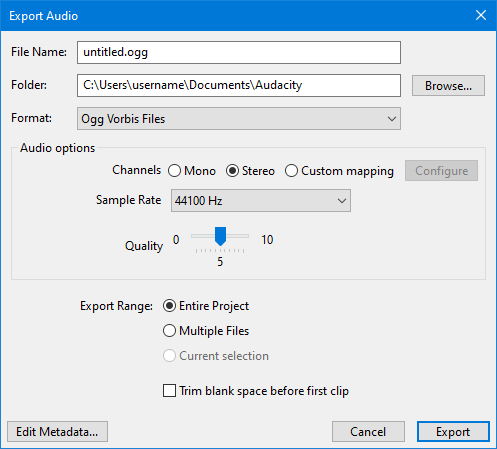 Export Audio
File Name: untitled.ogg
Folder: C:\Users\username\Documents\Audacity Browse...
Format: Ogg Vorbis Files
Audio options
Channels Mono Stereo Custom mapping Configure
Sample Rate 44100 Hz
Quality 0 10
5
Export Range: Entire Project
Multiple Files
Current selection
Trim blank space before first clip
Edit Metadata... Cancel Export